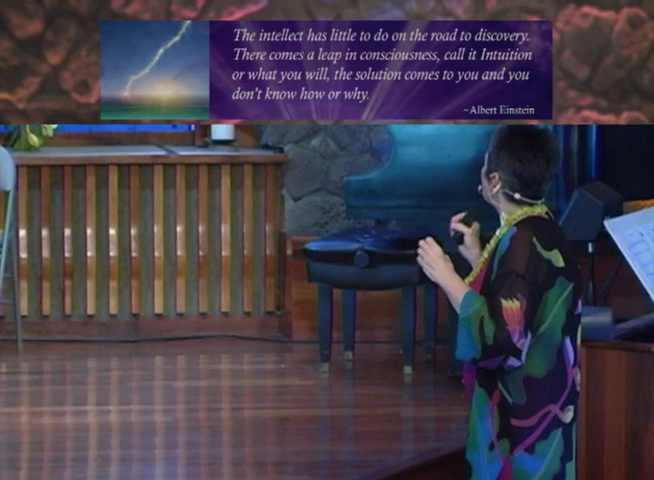 The intellect has little to do on the road to discovery.
There comes a leap in consciousness, call it Intuition
or what you will, the solution comes to you and you
don't know how or why.
~Albert Einstein